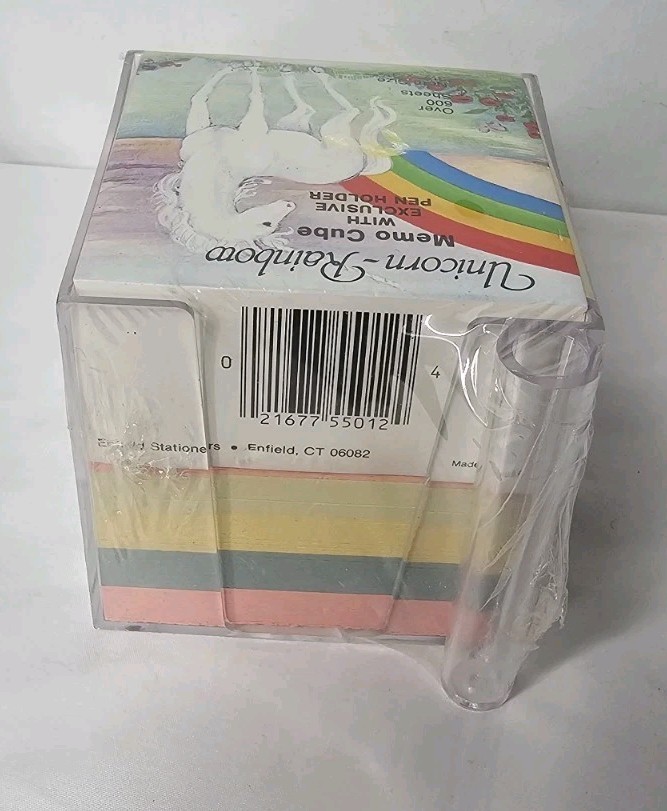 Unicorn-Rainbow
Memo Cube
WITH
EXCLUSIVE
PEN HOLDER
Over
600
Sheets
0
21677 55012
4
Stationers • Enfield, CT 06082
Made